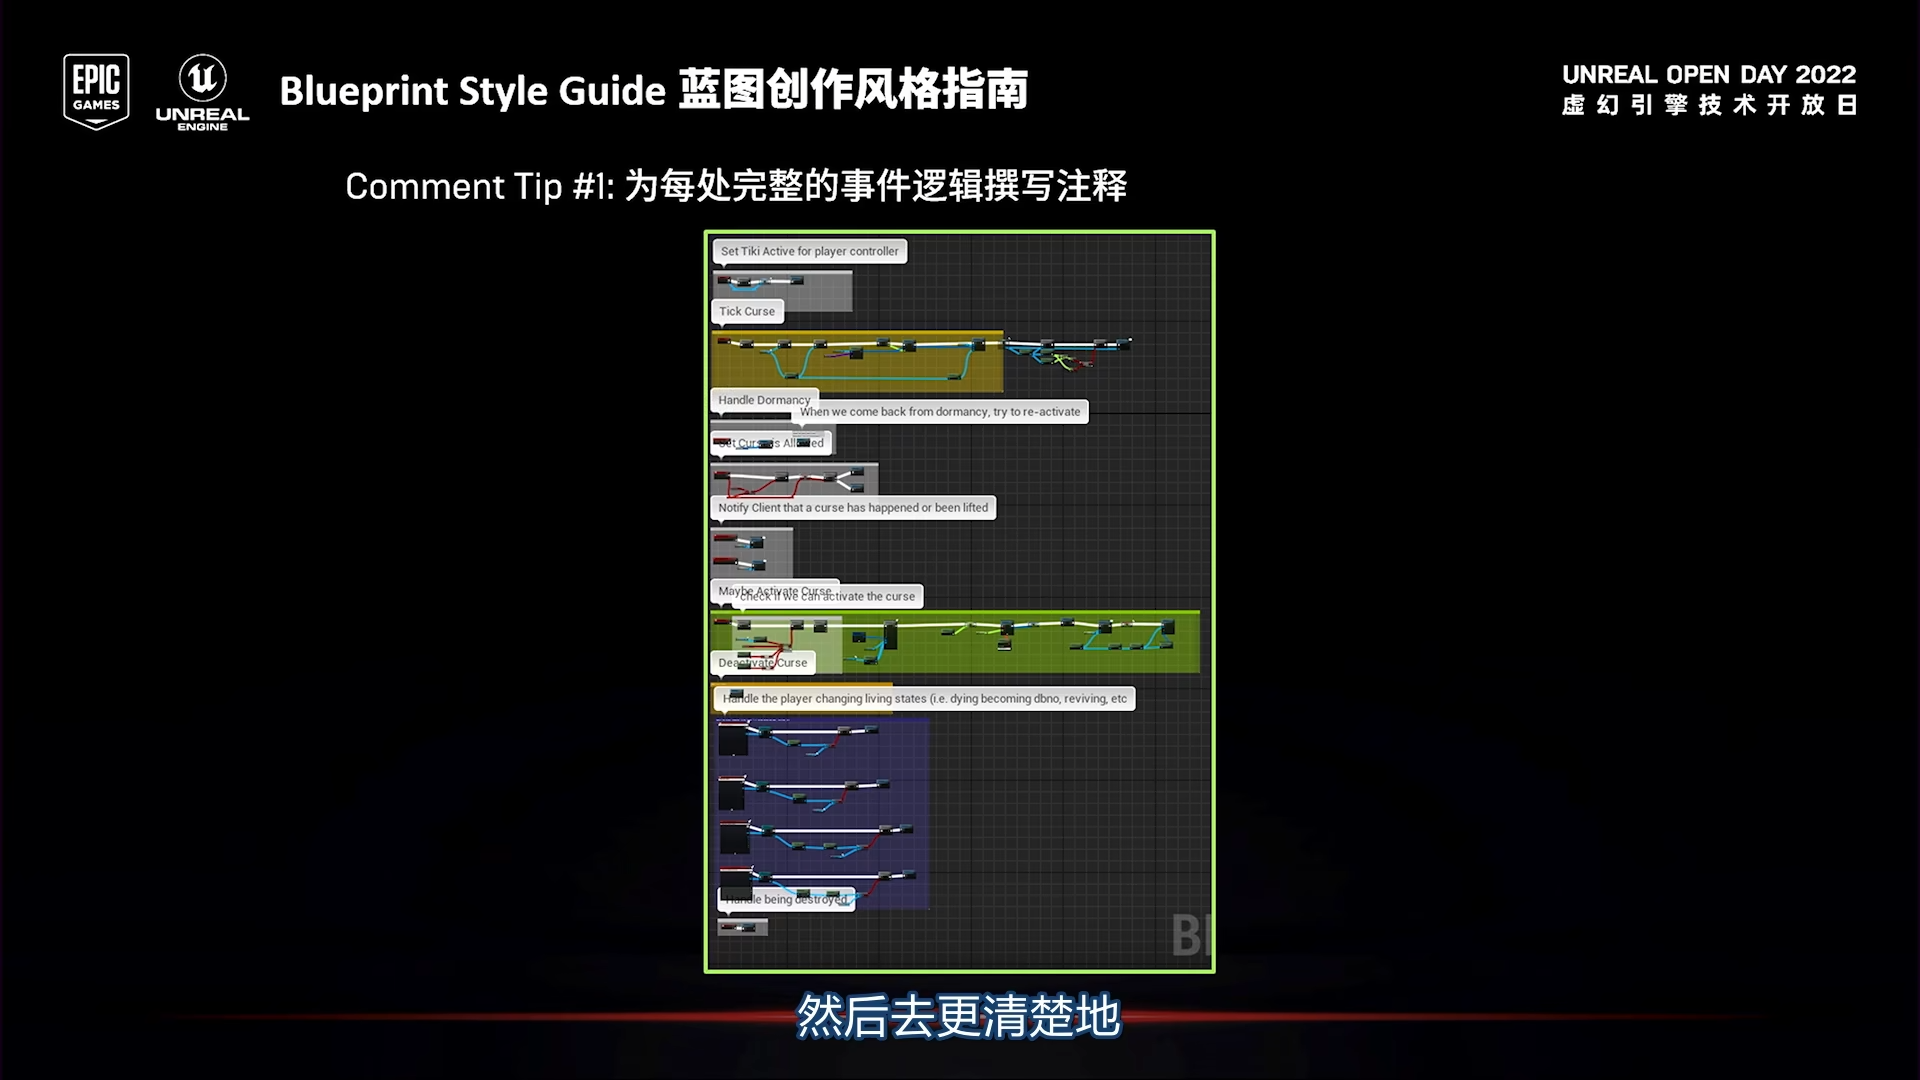 EPIC
GAMES
UNREAL
ENGINE
Blueprint Style Guide 蓝图创作风格指南
UNREAL OPEN DAY 2022
虚幻引擎技术开放日
Comment Tip #1: 为每处完整的事件逻辑撰写注释
Set Tiki Active for player controller
Tick Curse
Handle Dormancy
When we come back from dormancy, try to re-activate
Set Curse is Allowed
Notify Client that a curse has happened or been lifted
Maybe Activate Curse
check if we can activate the curse
Deactivate Curse
Handle the player changing living states (i.e. dying becoming dbno, reviving, etc
Handle being destroyed
然后去更清楚地